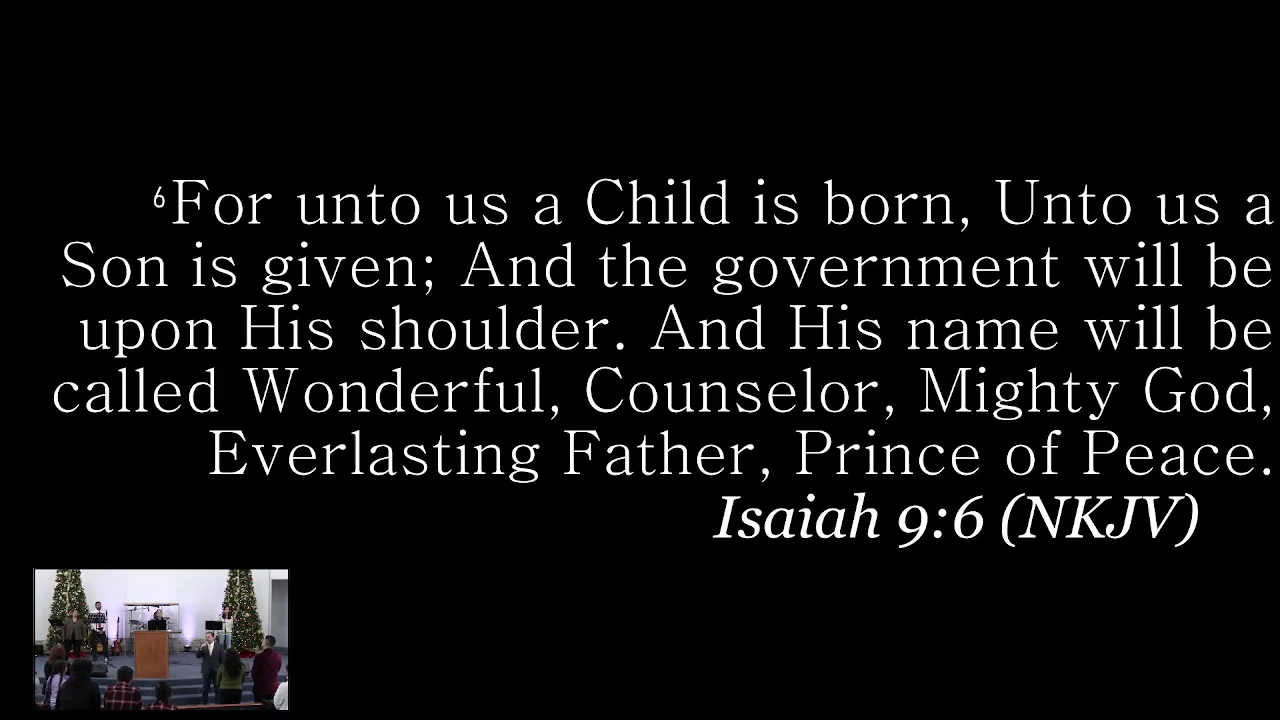 6For unto us a Child is born, Unto us a
Son is given; And the government will be
upon His shoulder. And His name will be
called Wonderful, Counselor, Mighty God,
Everlasting Father, Prince of Peace.
Isaiah 9:6 (NKJV)